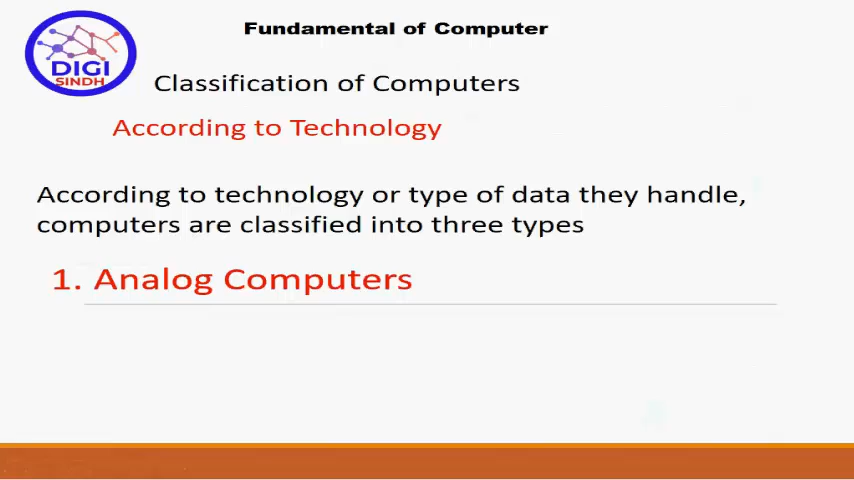 Fundamental of Computer
DIGI
SINDH
Classification of Computers
According to Technology
According to technology or type of data they handle,
computers are classified into three types
1. Analog Computers